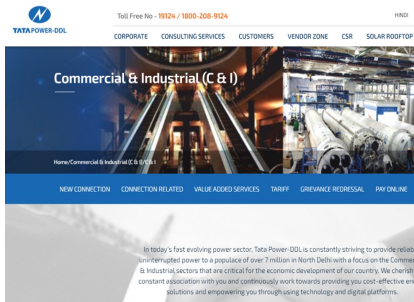 Toll Free No - 19124 / 1800-208-9124
HINDI
TATA POWER-DDL
CORPORATE CONSULTING SERVICES CUSTOMERS VENDOR ZONE CSR SOLAR ROOFTOP
Commercial & Industrial (C & I)
Home/Commercial & Industrial (C & I)/C & I
NEW CONNECTION CONNECTION RELATED VALUE ADDED SERVICES TARIFF GRIEVANCE REDRESSAL PAY ONLINE
In today's fast evolving power sector, Tata Power-DDL is constantly striving to provide reliab
uninterrupted power to a populace of over 7 million in North Delhi with a focus on the Commer
& Industrial sectors that are critical for the economic development of our country. We cherish
constant association with you and continuously work towards providing you cost-effective en
solutions and empowering you through using technology and digital platforms.